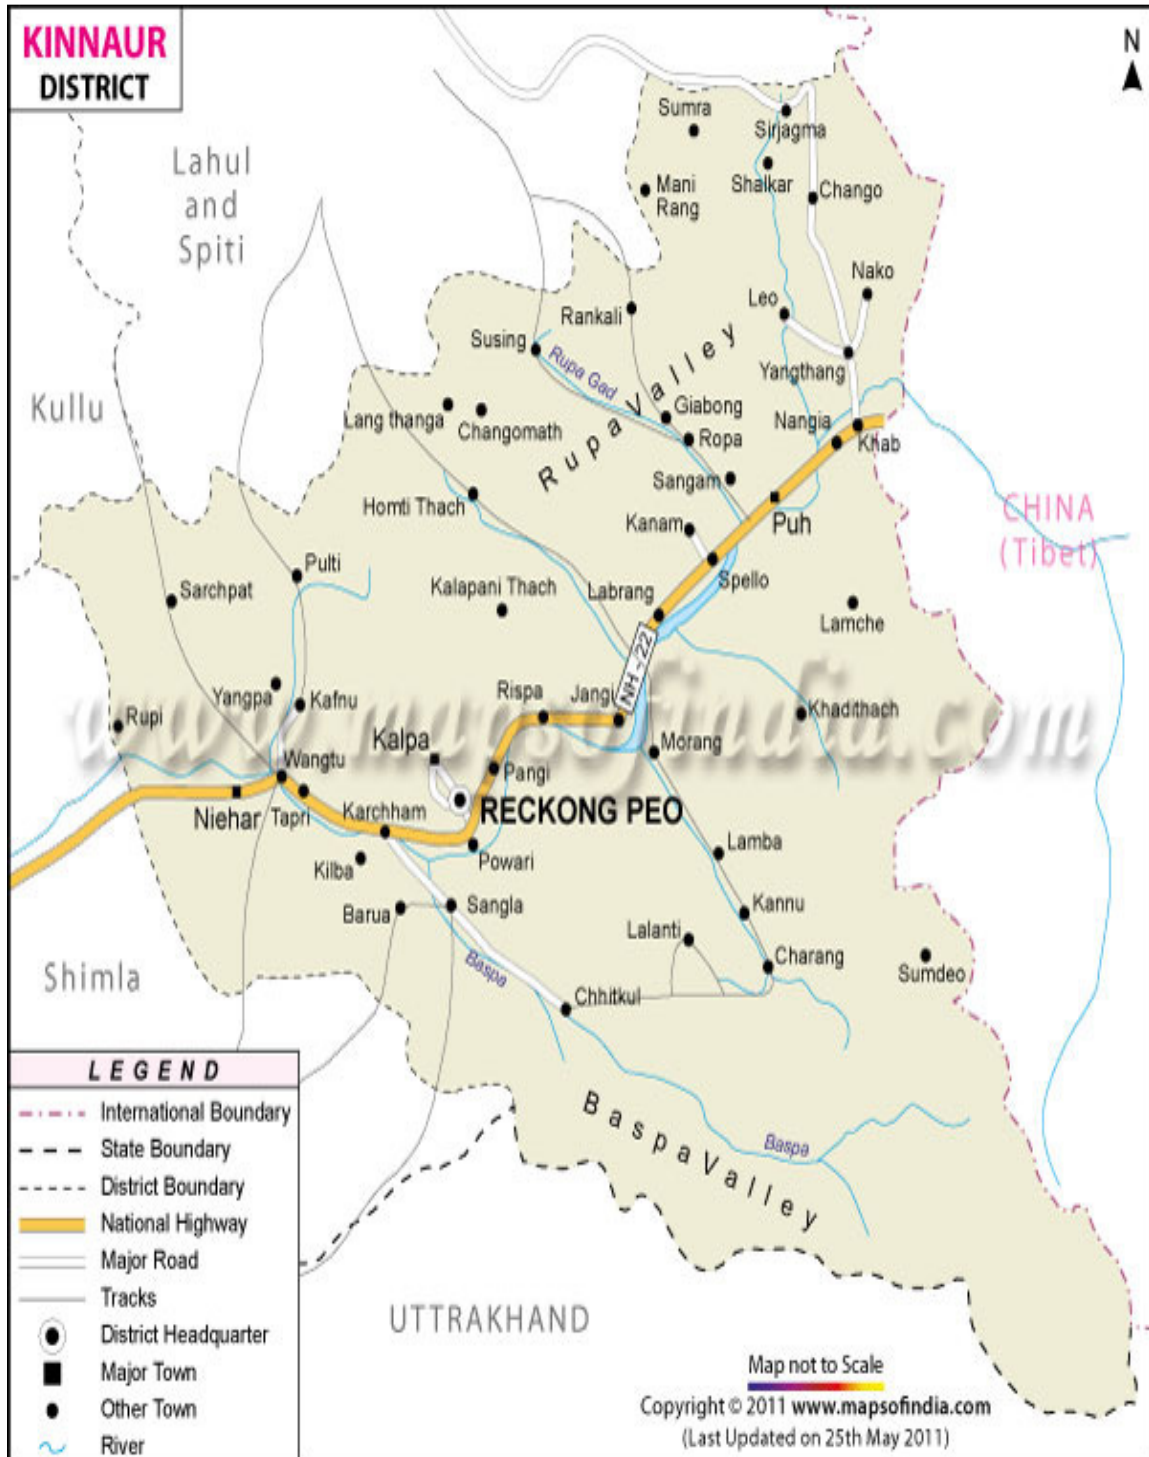 KINNAUR
DISTRICT
N
Lahul
and
Spiti
Sumra
Sirjagma
Mani
Rang
Shalkar
Chango
Nako
Leo
Rankali
Susing
Rupa Gad
Rupa Valley
Yangthang
Kullu
Lang thanga
Changomath
Giabong
Ropa
Nangia
Khab
Sangam
Homti Thach
Kanam
Puh
CHINA
(Tibet)
Pulti
Sarchpat
Kalapani Thach
Labrang
Spello
Lamche
NH - 22
Yangpa
Kafnu
Rispa
Jangi
Rupi
Khadithach
www.mapsofindia.com
Kalpa
Morang
Wangtu
Pangi
Niehar
Tapri
Karchham
RECKONG PEO
Kilba
Powari
Lamba
Barua
Sangla
Kannu
Lalanti
Baspa
Charang
Sumdeo
Shimla
Chhitkul
Baspa Valley
Baspa
LEGEND
International Boundary
State Boundary
District Boundary
National Highway
Major Road
Tracks
District Headquarter
Major Town
Other Town
River
UTTRAKHAND
Map not to Scale
Copyright © 2011 www.mapsofindia.com
(Last Updated on 25th May 2011)